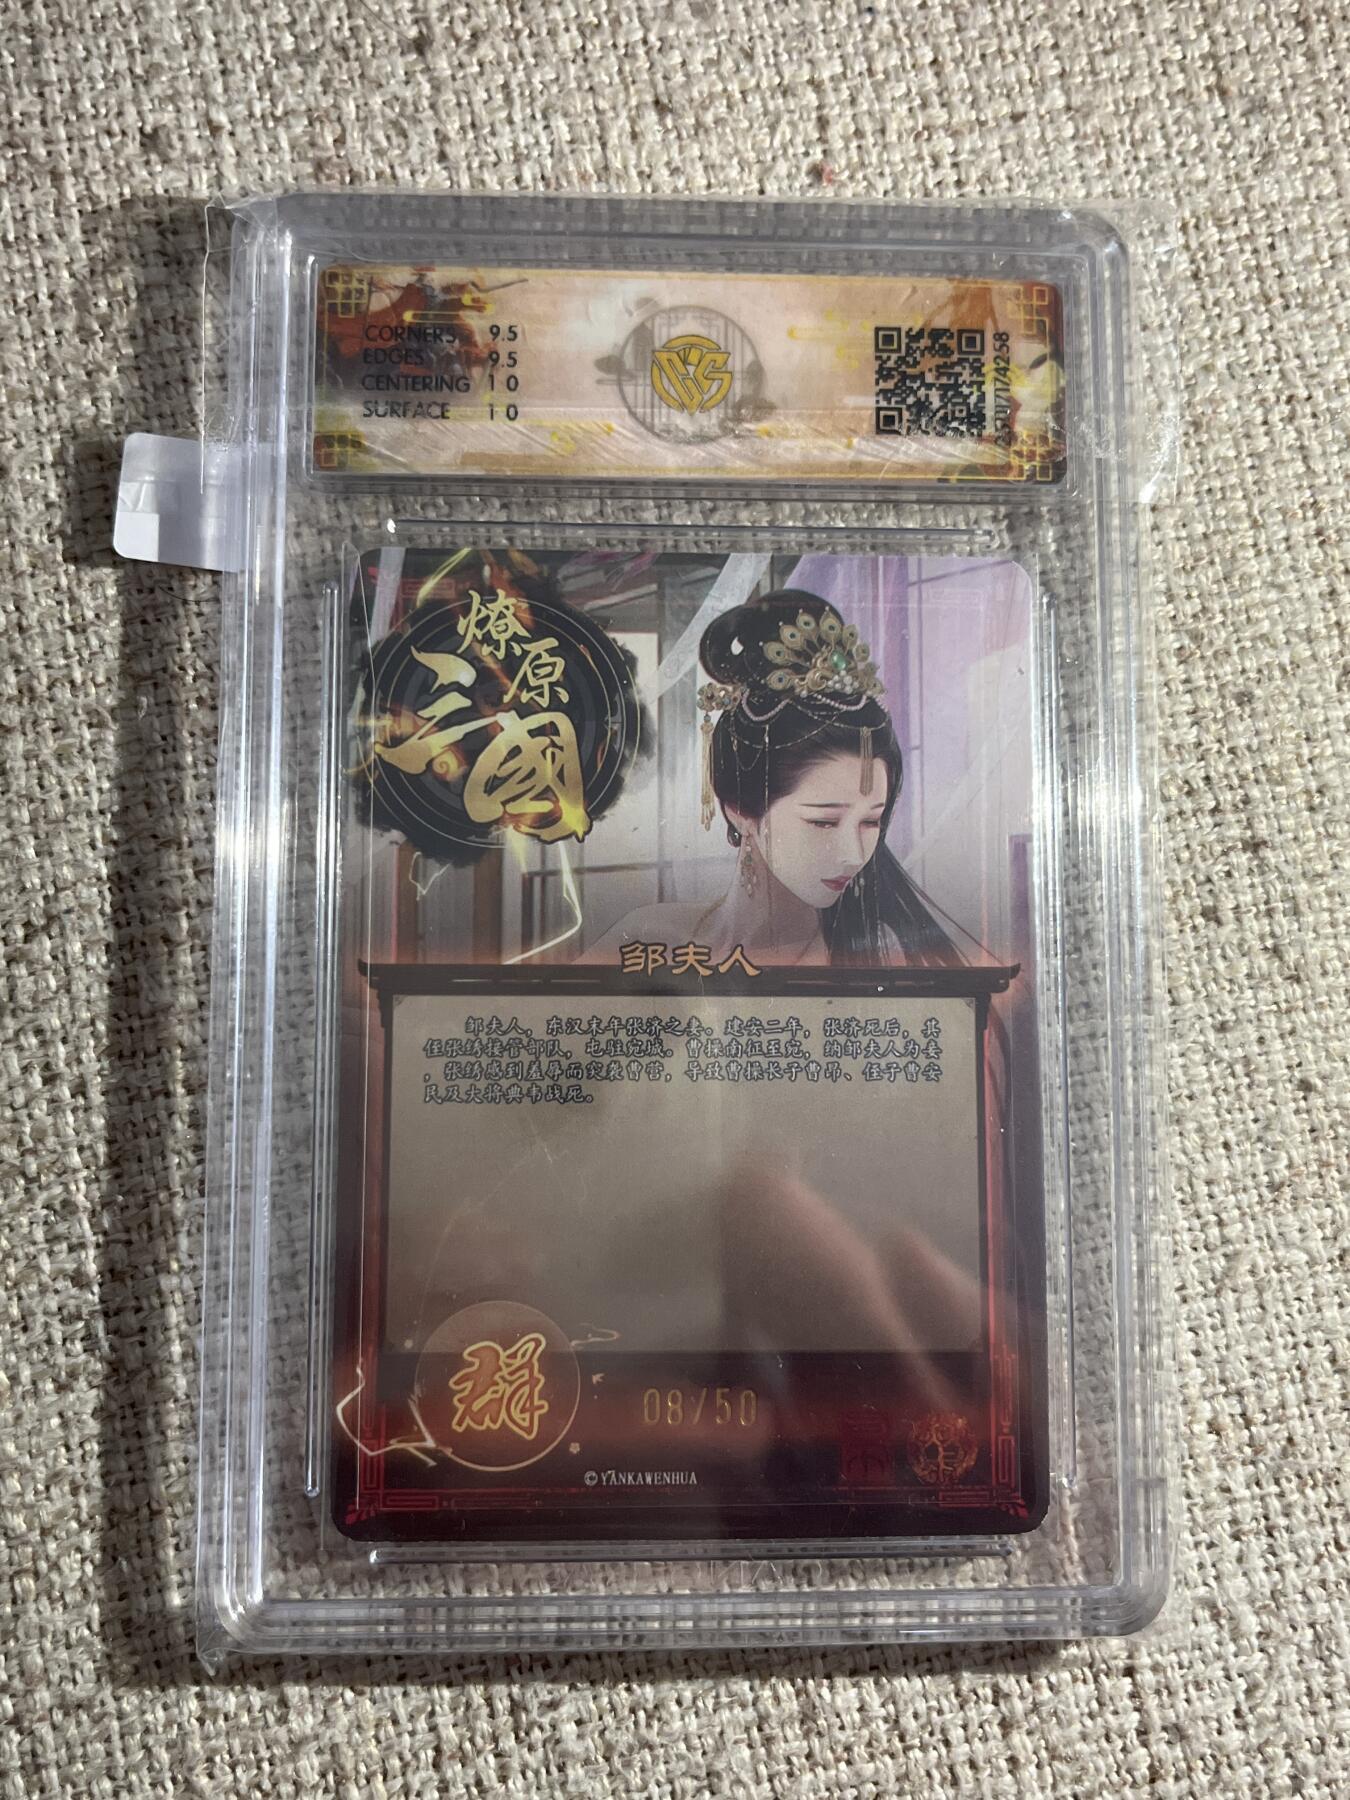 CORNERS 9.5
EDGES 9.5
CENTERING 10
SURFACE 10
燎原
三國
邹夫人
邹夫人，东汉末年张济之妻。建安二年，张济死后，其
侄张绣接管部队，屯驻宛城。曹操南征至宛，纳邹夫人为妾
，张绣感到羞辱而突袭曹营，导致曹操长子曹昂、侄子曹安
民及大将典韦战死。
群
08/50
©YANKAWENHUA